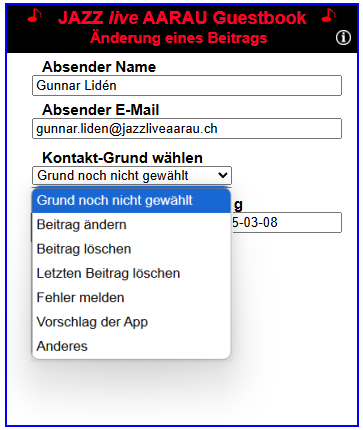 JAZZ live AARAU Guestbook
Änderung eines Beitrags
Absender Name
Gunnar Lidén
Absender E-Mail
gunnar.liden@jazzliveaarau.ch
Kontakt-Grund wählen
Grund noch nicht gewählt
Grund noch nicht gewählt
g
Beitrag ändern
5-03-08
Beitrag löschen
Letzten Beitrag löschen
Fehler melden
Vorschlag der App
Anderes